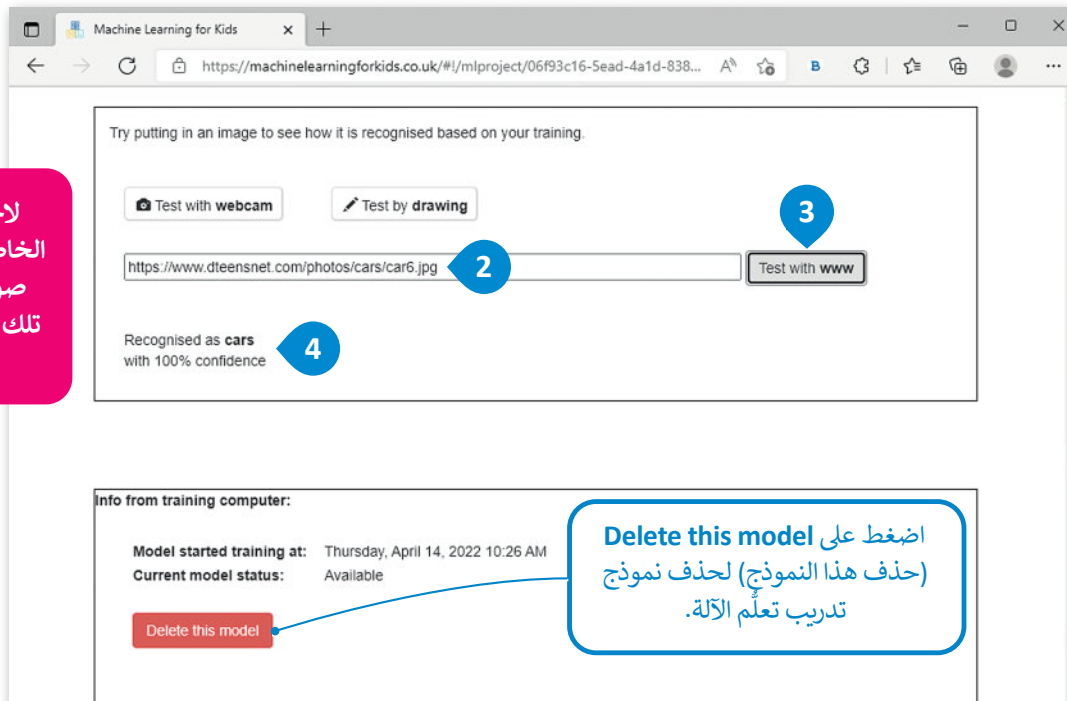 Machine Learning for Kids
https://machinelearningforkids.co.uk/#!/mlproject/06f93c16-5ead-4a1d-838...
B
Try putting in an image to see how it is recognised based on your training.
Test with webcam
Test by drawing
3
https://www.dteensnet.com/photos/cars/car6.jpg
2
Test with www
تلك
Recognised as cars
with 100% confidence
4
Info from training computer:
Model started training at: Thursday, April 14, 2022 10:26 AM
Current model status: Available
Delete this model
اضغط على Delete this model
(حذف هذا النموذج) لحذف نموذج
تدريب تعلُّم الآلة.